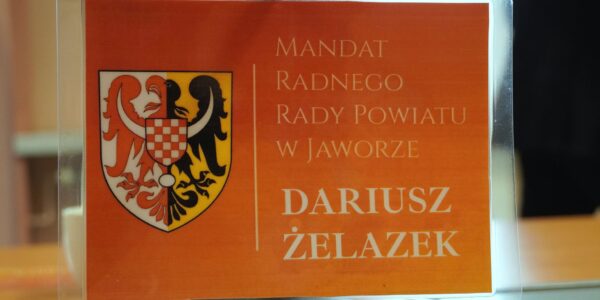 Mandat
Radnego
Rady Powiatu
w Jaworze
DARIUSZ
ŻELAZEK